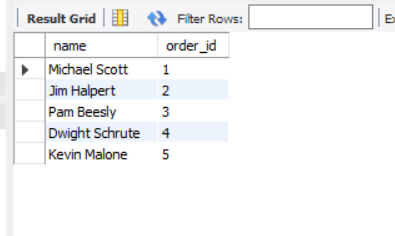 Result Grid Filter Rows: Ex
name order_id
Michael Scott 1
Jim Halpert 2
Pam Beesly 3
Dwight Schrute 4
Kevin Malone 5